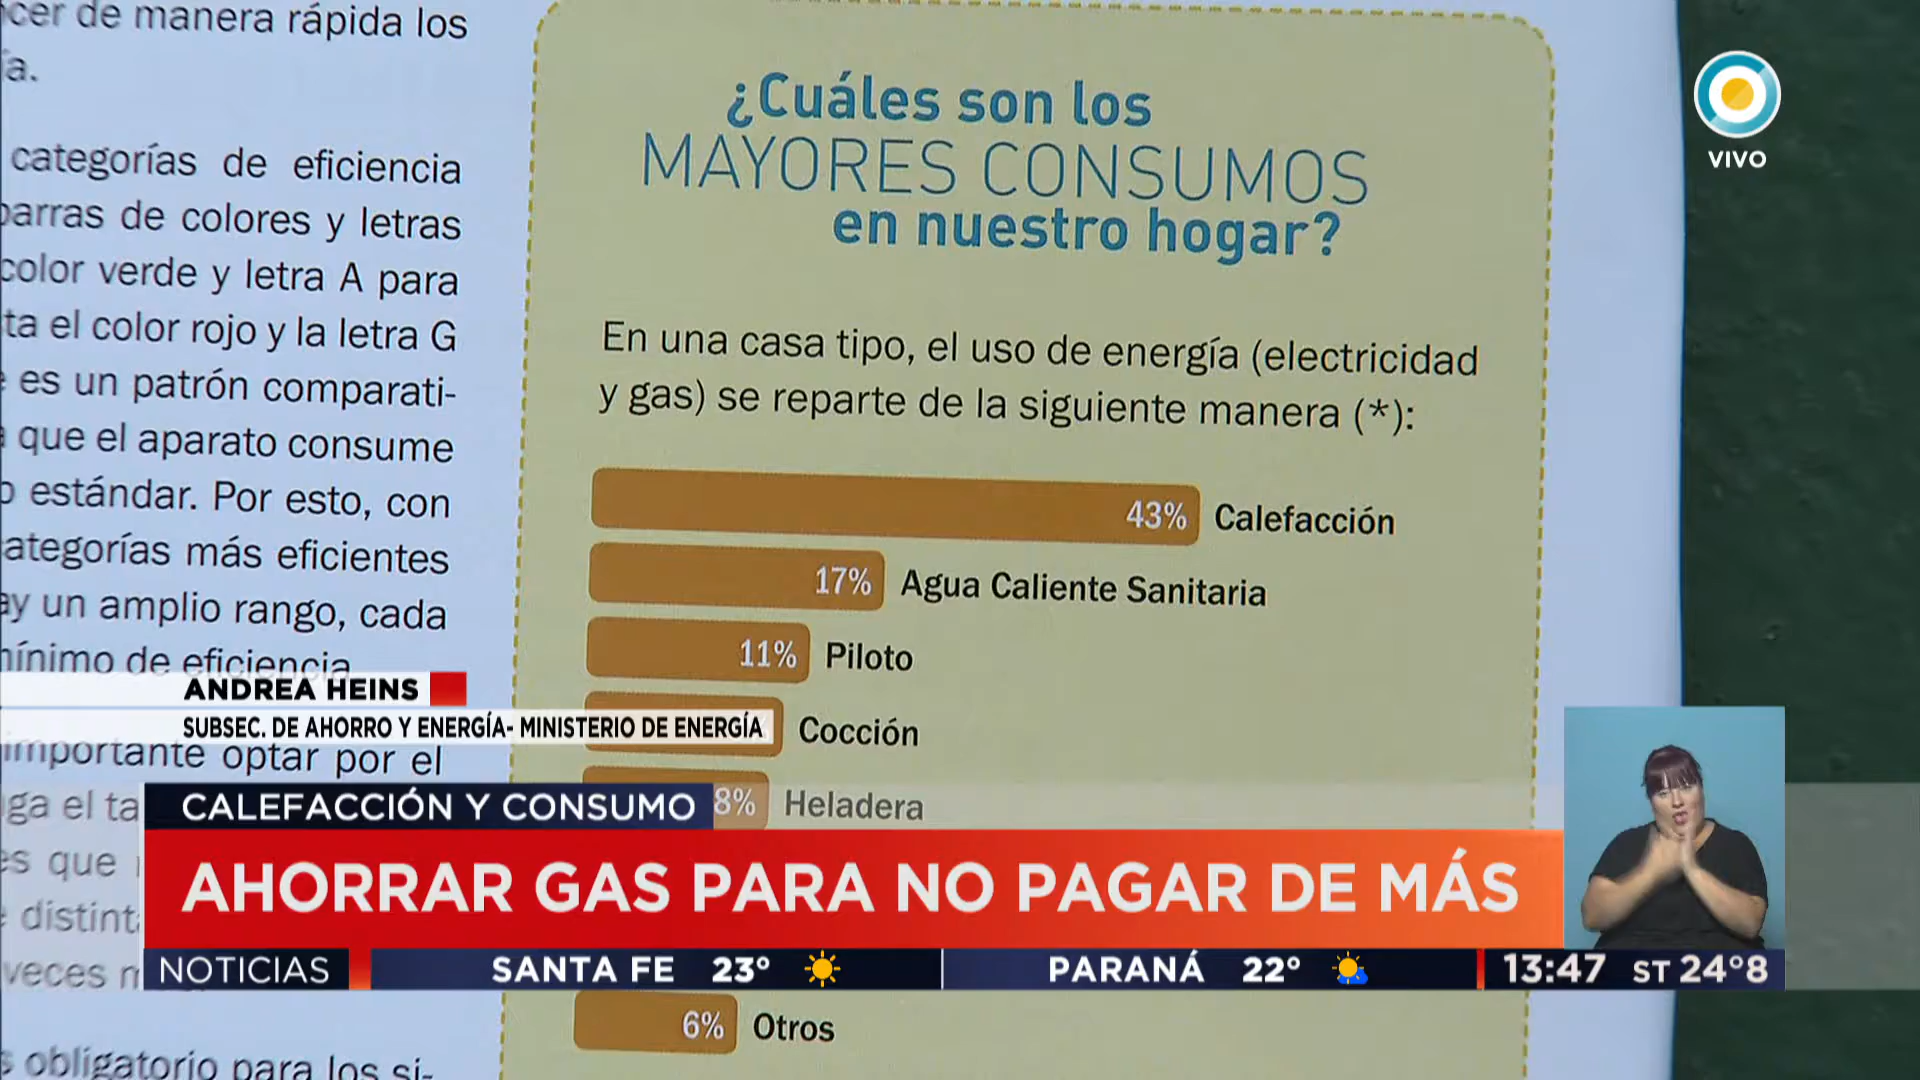 cer de manera rápida los
ía.
categorías de eficiencia
barras de colores y letras
color verde y letra A para
ta el color rojo y la letra G
es un patrón comparati-
que el aparato consume
estándar. Por esto, con
categorías más eficientes
ay un amplio rango, cada
mínimo de eficiencia
importante optar por el
ga el ta
es que
distint
veces m
obligatorio para los si-
¿Cuáles son los
MAYORES CONSUMOS
en nuestro hogar?
En una casa tipo, el uso de energía (electricidad
y gas) se reparte de la siguiente manera (*):
43% Calefacción
17% Agua Caliente Sanitaria
11% Piloto
Cocción
8% Heladera
6% Otros
VIVO
ANDREA HEINS
SUBSEC. DE AHORRO Y ENERGÍA- MINISTERIO DE ENERGÍA
CALEFACCIÓN Y CONSUMO
AHORRAR GAS PARA NO PAGAR DE MÁS
NOTICIAS SANTA FE 23° PARANÁ 22° 13:47 ST 24°8